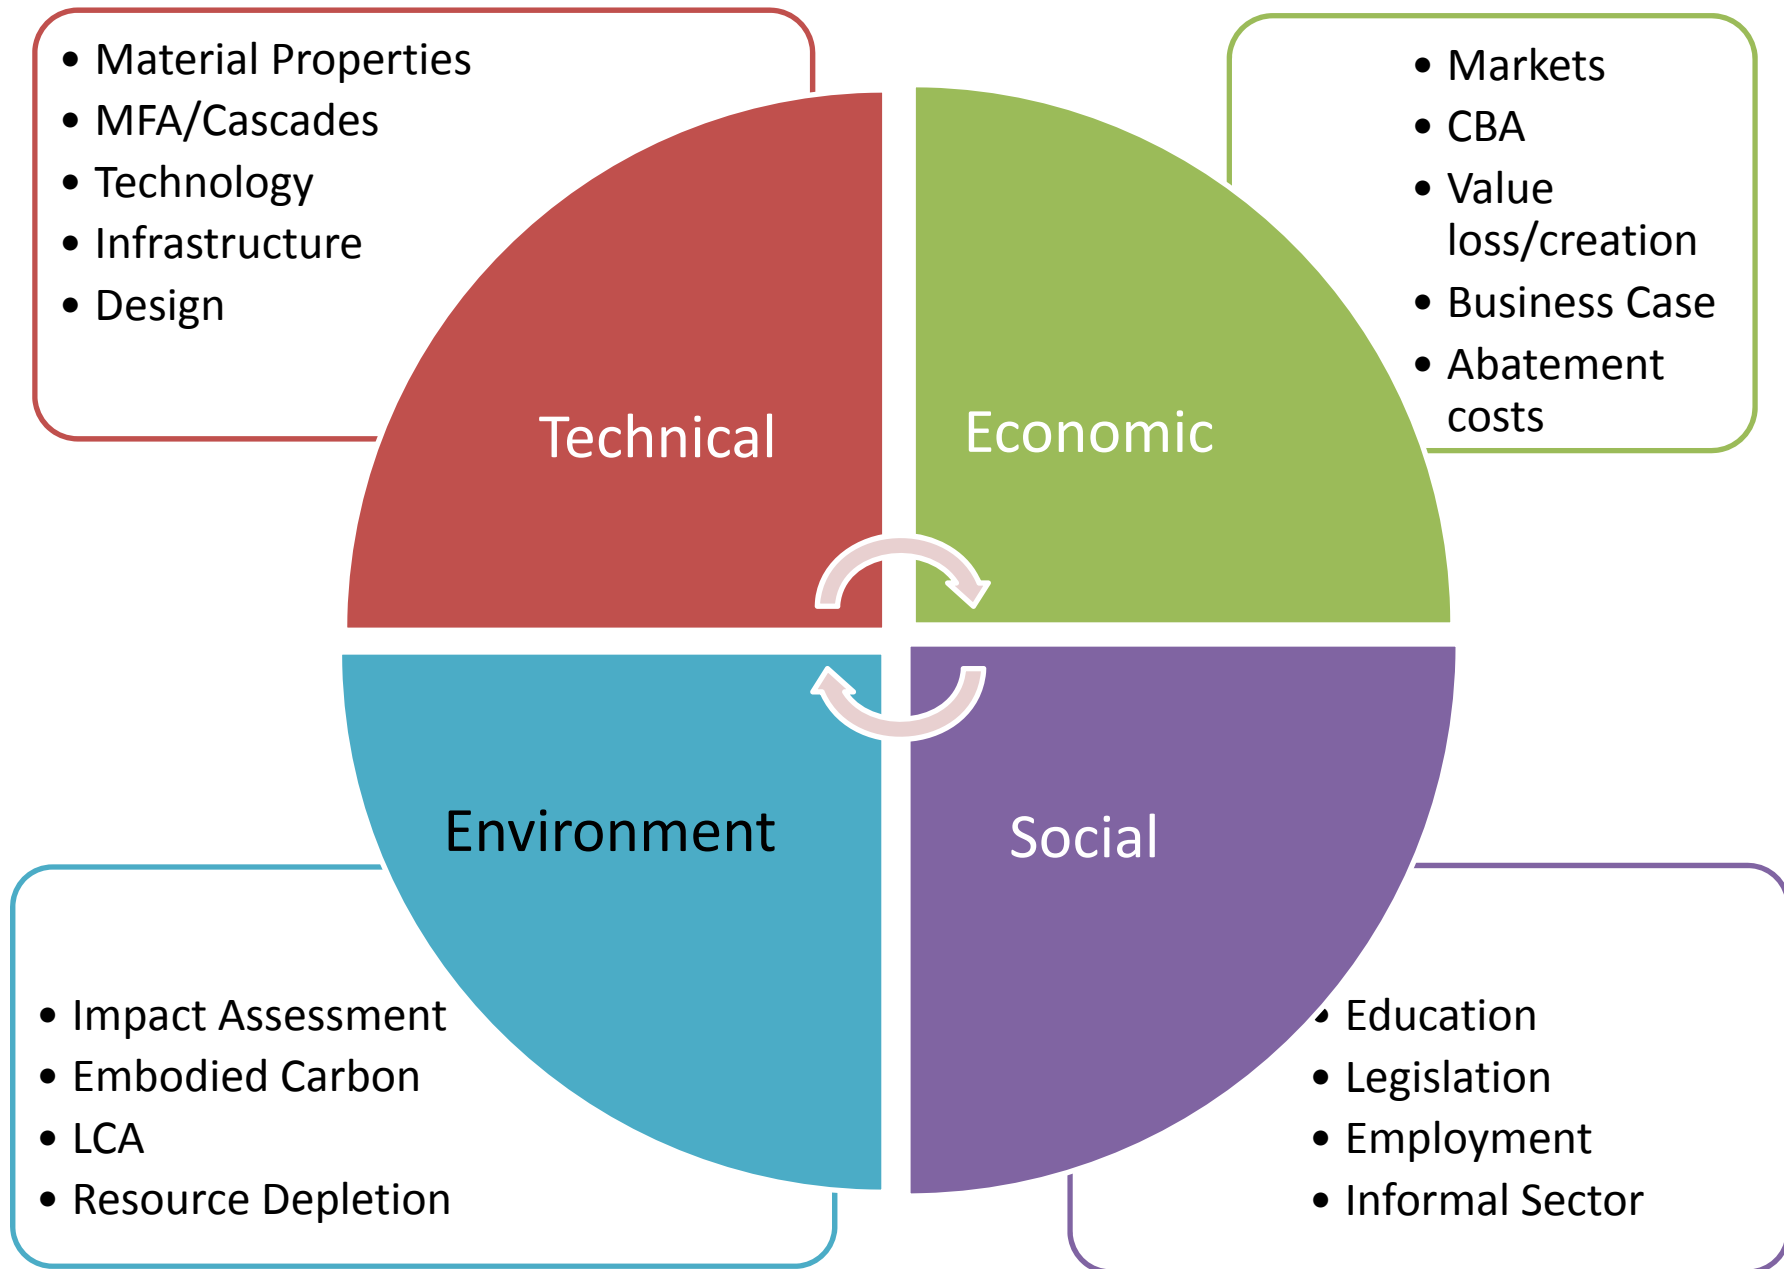 • Material Properties
• MFA/Cascades
• Technology
• Infrastructure
• Design
Technical
• Markets
• CBA
• Value
loss/creation
• Business Case
• Abatement
costs
Economic
Environment
• Impact Assessment
• Embodied Carbon
• LCA
• Resource Depletion
Social
• Education
• Legislation
• Employment
• Informal Sector